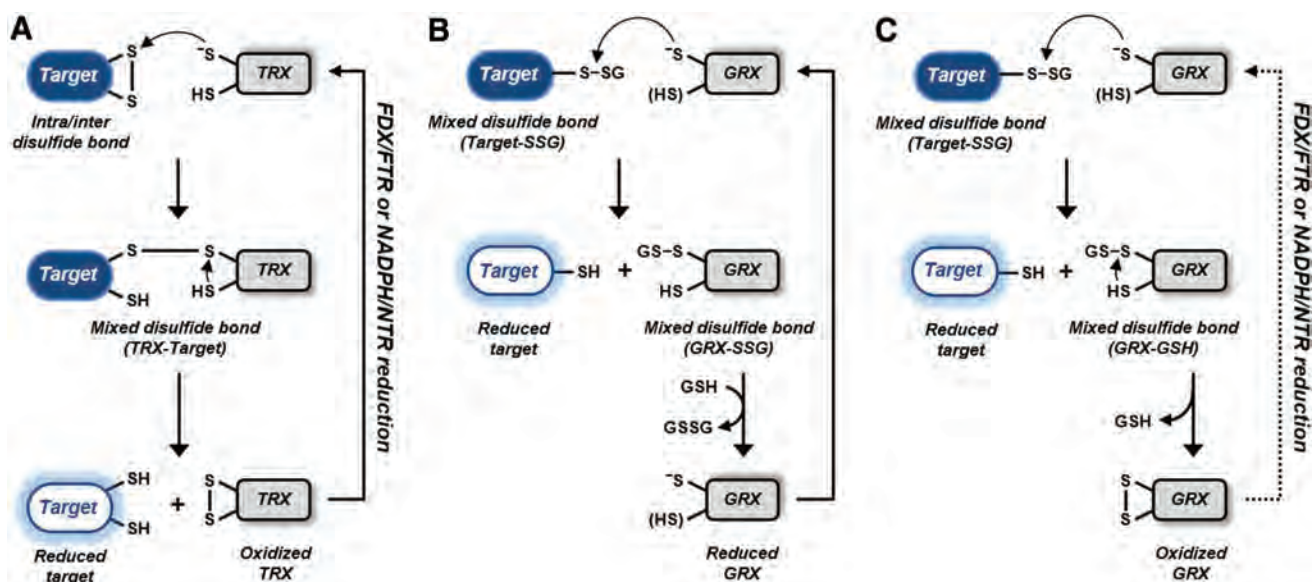 A
Target
S
S
⁻S
HS
TRX
Intra/inter
disulfide bond
Target
S
S
SH
HS
TRX
Mixed disulfide bond
(TRX-Target)
Target
SH
SH
+
S
S
TRX
Reduced
target
Oxidized
TRX
FDX/FTR or NADPH/NTR reduction
B
Target
S–SG
⁻S
(HS)
GRX
Mixed disulfide bond
(Target-SSG)
Target
SH
+
GS–S
HS
GRX
Reduced
target
Mixed disulfide bond
(GRX-SSG)
GSH
GSSG
⁻S
(HS)
GRX
Reduced
GRX
C
Target
S–SG
⁻S
(HS)
GRX
Mixed disulfide bond
(Target-SSG)
Target
SH
+
GS–S
HS
GRX
Reduced
target
Mixed disulfide bond
(GRX-GSH)
GSH
S
S
GRX
Oxidized
GRX
FDX/FTR or NADPH/NTR reduction